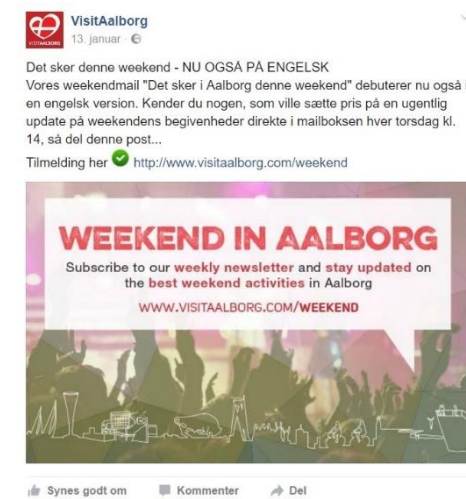 VisitAalborg
VISITAALBORG
13. januar
Det sker denne weekend - NU OGSÅ PÅ ENGELSK
Vores weekendmail "Det sker i Aalborg denne weekend" debuterer nu også i
en engelsk version. Kender du nogen, som ville sætte pris på en ugentlig
update på weekendens begivenheder direkte i mailboksen hver torsdag kl.
14, så del denne post...
Tilmelding her http://www.visitaalborg.com/weekend
WEEKEND IN AALBORG
Subscribe to our weekly newsletter and stay updated on
the best weekend activities in Aalborg
WWW.VISITAALBORG.COM/WEEKEND
Synes godt om Kommenter Del